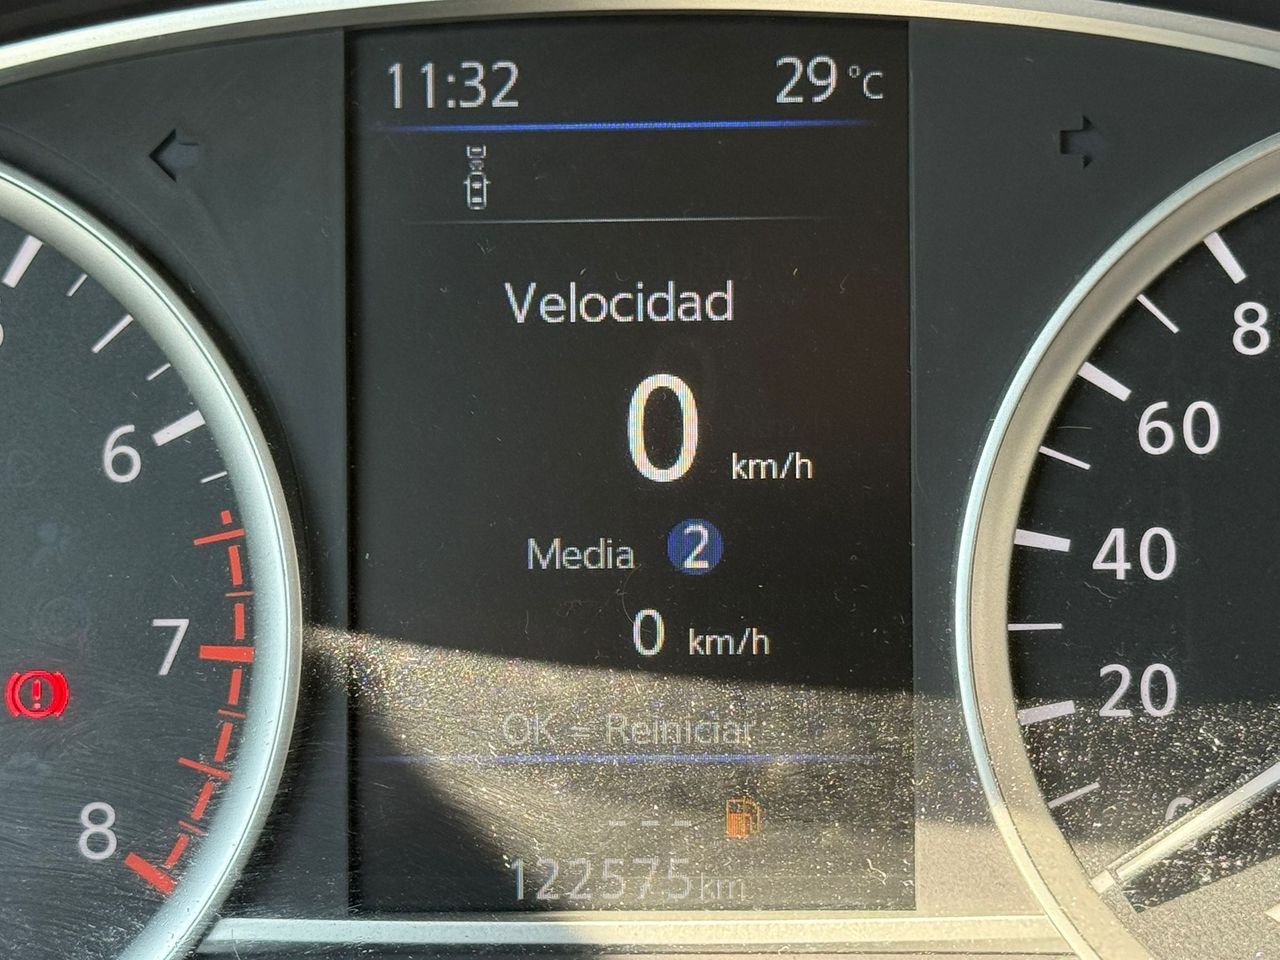 11:32 29 °C
Velocidad
0 km/h
Media 2
0 km/h
OK = Reiniciar
---
122575 km
6
7
8
8
60
40
20